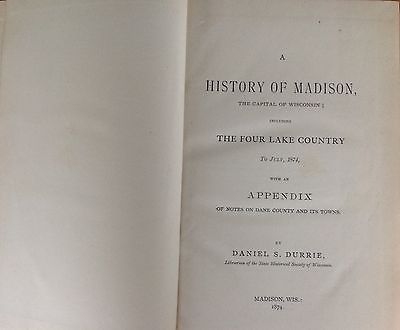 A
HISTORY OF MADISON,
THE CAPITAL OF WISCONSIN;
INCLUDING
THE FOUR LAKE COUNTRY
To July, 1874,
WITH AN
APPENDIX
OF NOTES ON DANE COUNTY AND ITS TOWNS.
BY
DANIEL S. DURRIE,
Librarian of the State Historical Society of Wisconsin.
MADISON, WIS.:
1874.